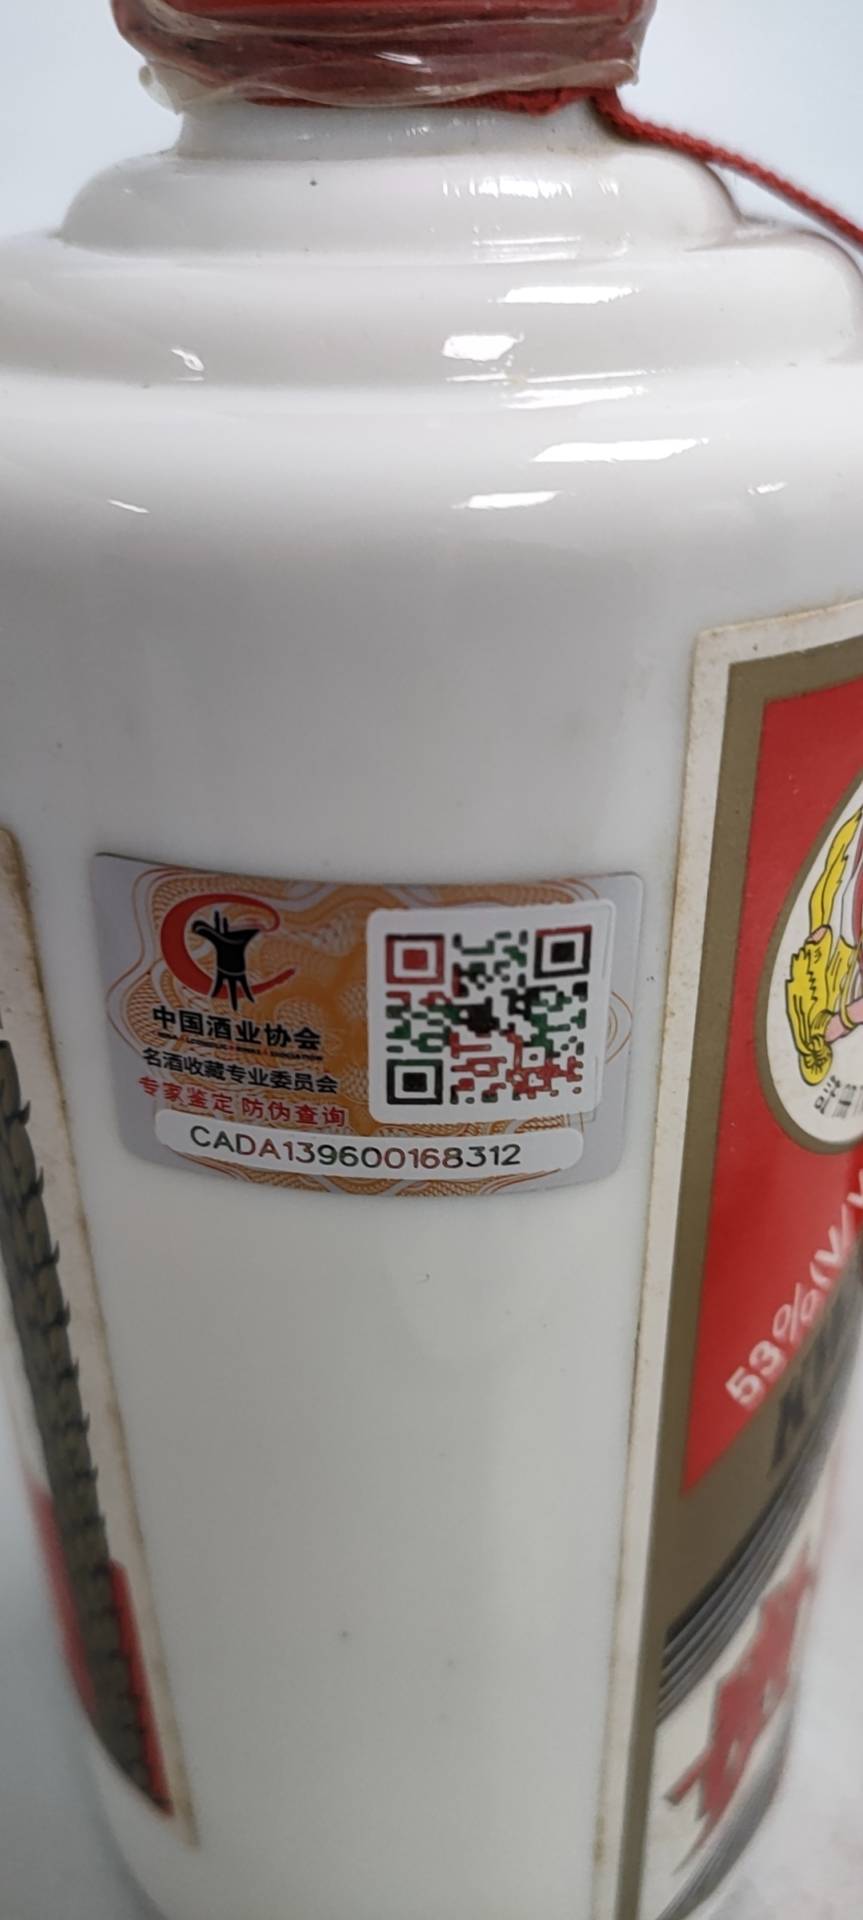 中国酒业协会
名酒收藏专业委员会
专家鉴定 防伪查询
CADA139600168312
53%(V/V